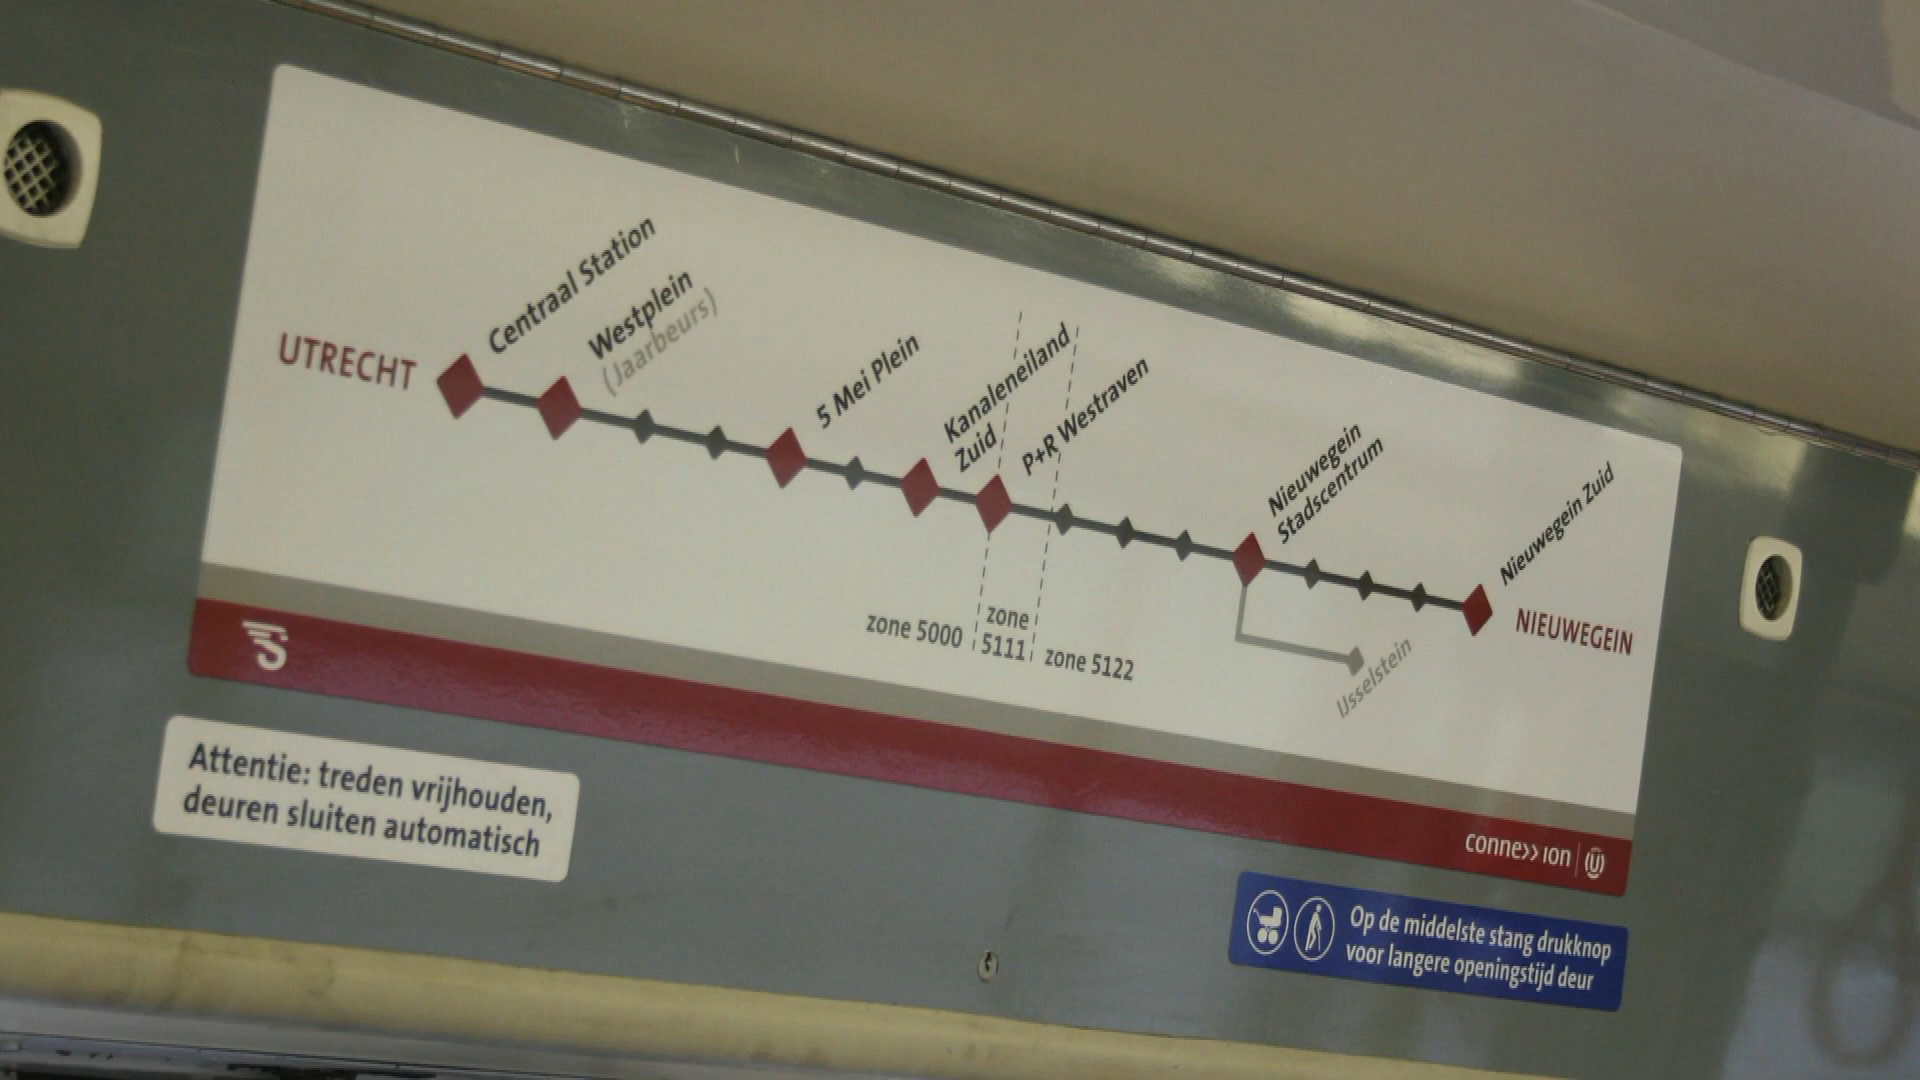 UTRECHT
Centraal Station
Westplein
(Jaarbeurs)
5 Mei Plein
Kanaleneiland
Zuid
P+R Westraven
Nieuwegein
Stadscentrum
Nieuwegein Zuid
NIEUWEGEIN
IJsselstein
zone 5000
zone
5111
zone 5122
connexxion
Attentie: treden vrijhouden,
deuren sluiten automatisch
Op de middelste stang drukknop
voor langere openingstijd deur